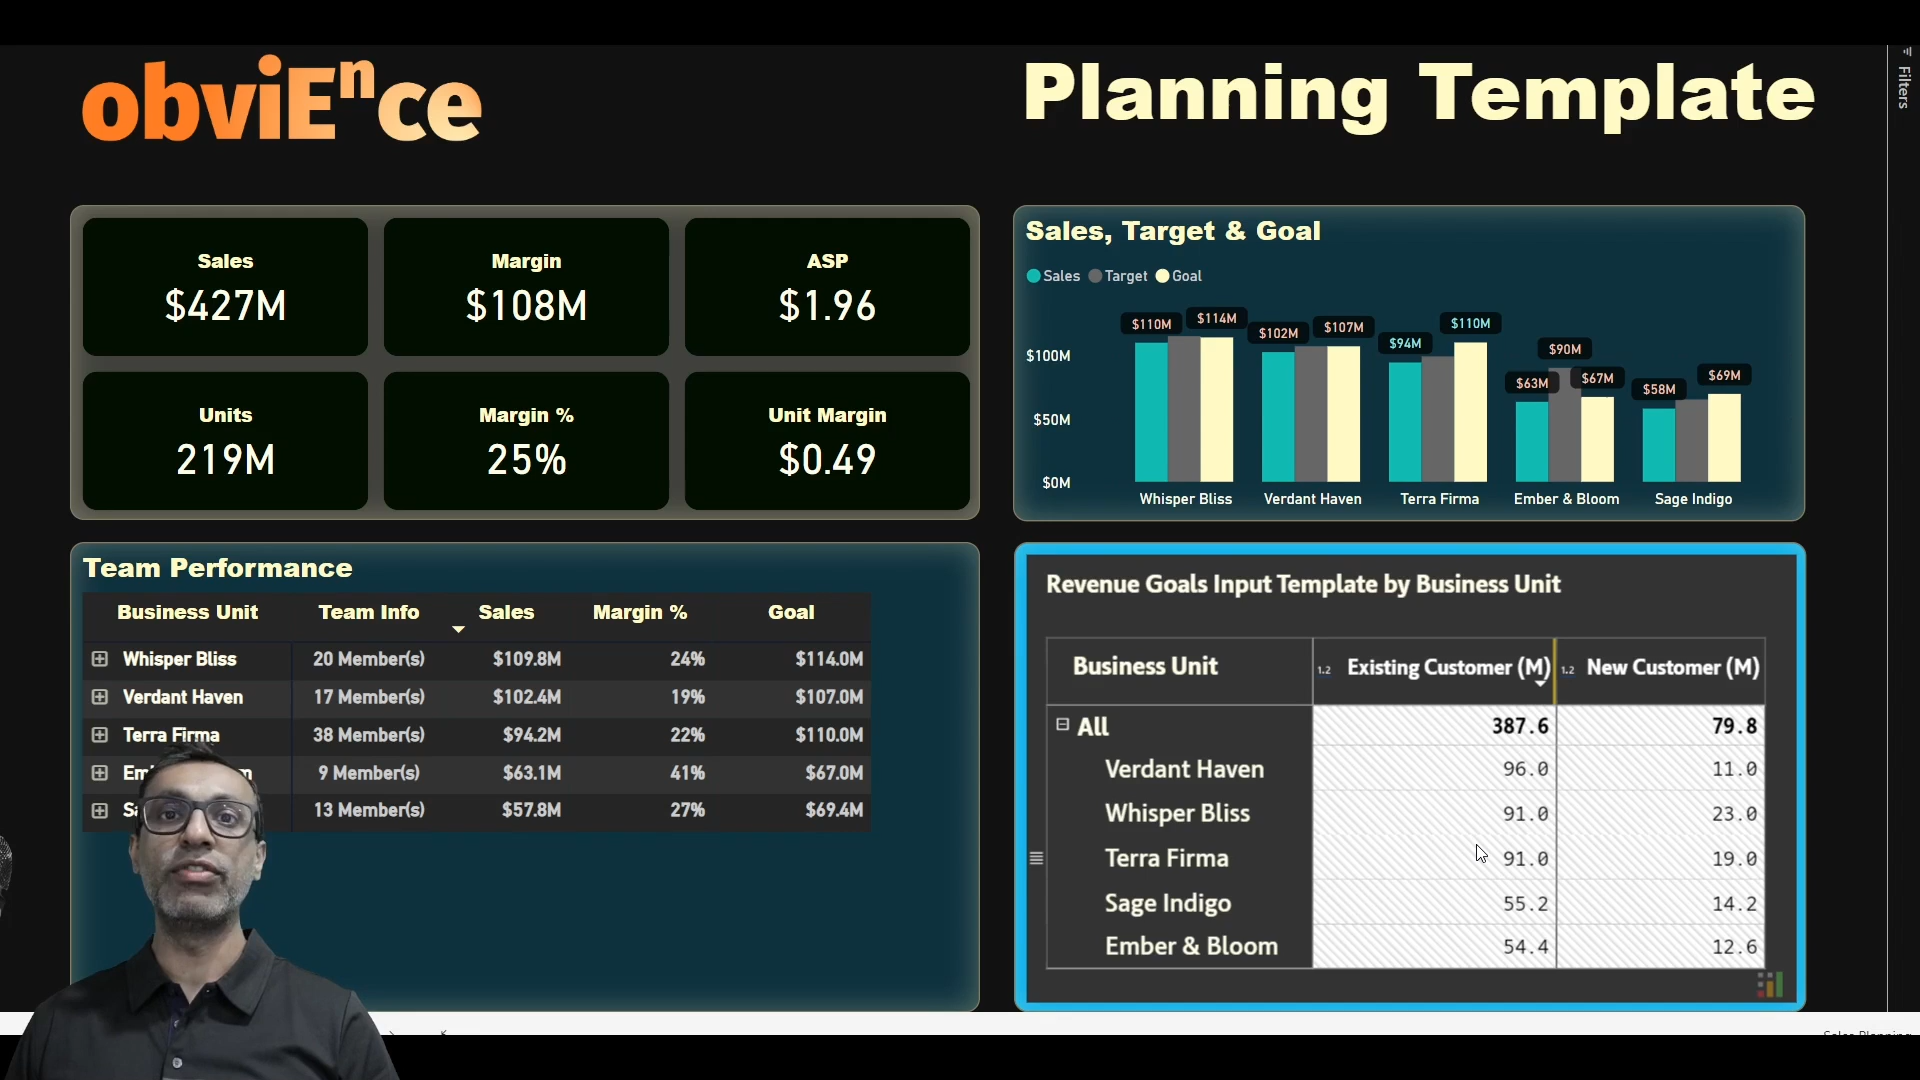 obviEnce
Planning Template
Filters
Sales
$427M
Margin
$108M
ASP
$1.96
Units
219M
Margin %
25%
Unit Margin
$0.49
Sales, Target & Goal
Sales Target Goal
$100M
$50M
$0M
$110M $114M $102M $107M $94M $110M $63M $90M $67M $58M $69M
Whisper Bliss Verdant Haven Terra Firma Ember & Bloom Sage Indigo
Team Performance
Business Unit Team Info Sales Margin % Goal
Whisper Bliss 20 Member(s) $109.8M 24% $114.0M
Verdant Haven 17 Member(s) $102.4M 19% $107.0M
Terra Firma 38 Member(s) $94.2M 22% $110.0M
9 Member(s) $63.1M 41% $67.0M
13 Member(s) $57.8M 27% $69.4M
Revenue Goals Input Template by Business Unit
Business Unit 1.2 Existing Customer (M) 1.2 New Customer (M)
All 387.6 79.8
Verdant Haven 96.0 11.0
Whisper Bliss 91.0 23.0
Terra Firma 91.0 19.0
Sage Indigo 55.2 14.2
Ember & Bloom 54.4 12.6